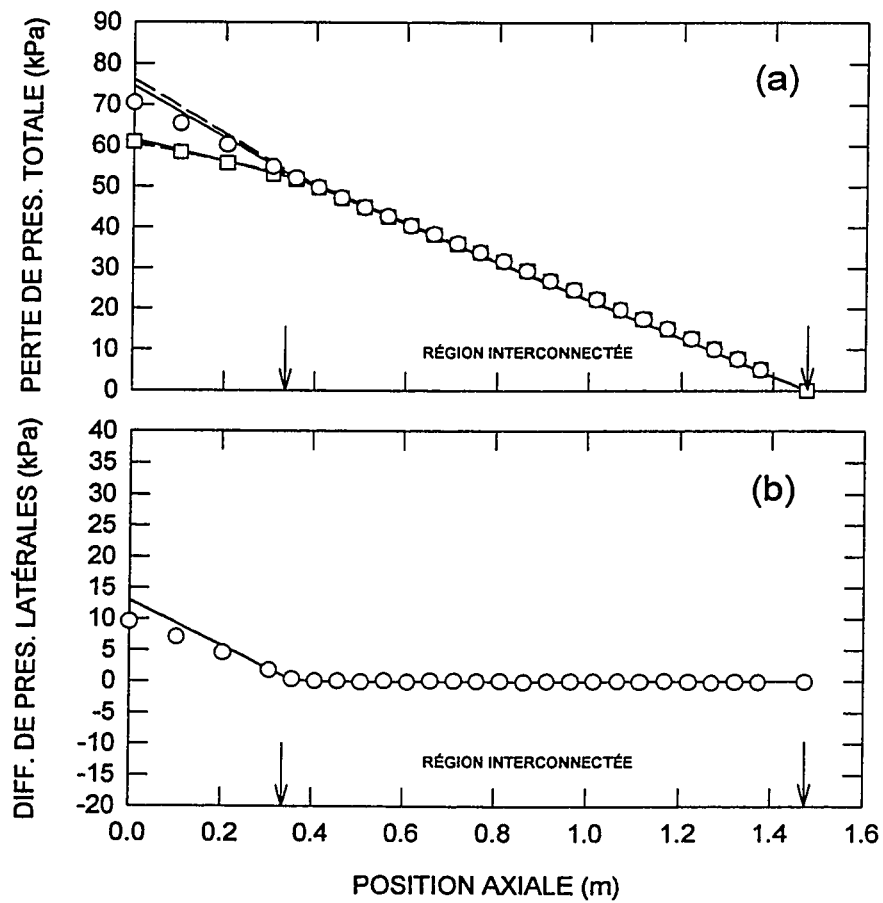 PERTE DE PRES. TOTALE (kPa)
90
80
70
60
50
40
30
20
10
0
(a)
RÉGION INTERCONNECTÉE
DIFF. DE PRES. LATÉRALES (kPa)
40
35
30
25
20
15
10
5
0
-5
-10
-15
-20
(b)
RÉGION INTERCONNECTÉE
0.0 0.2 0.4 0.6 0.8 1.0 1.2 1.4 1.6
POSITION AXIALE (m)